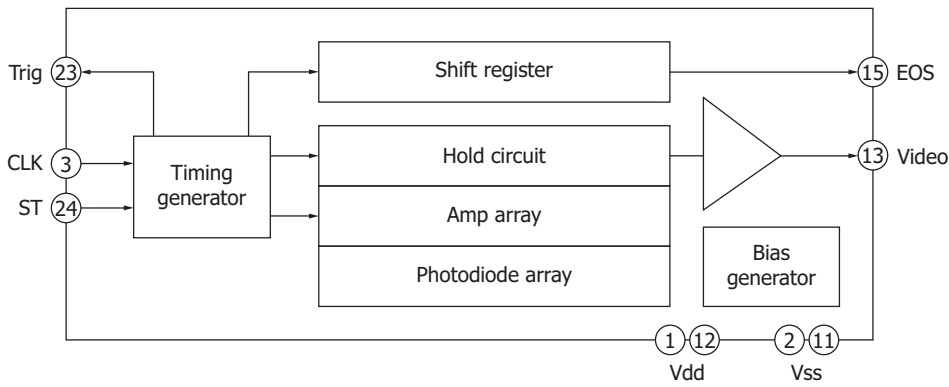 Trig 23
Shift register
15 EOS
CLK 3
Timing
generator
Hold circuit
13 Video
ST 24
Amp array
Photodiode array
Bias
generator
1 12
Vdd
2 11
Vss